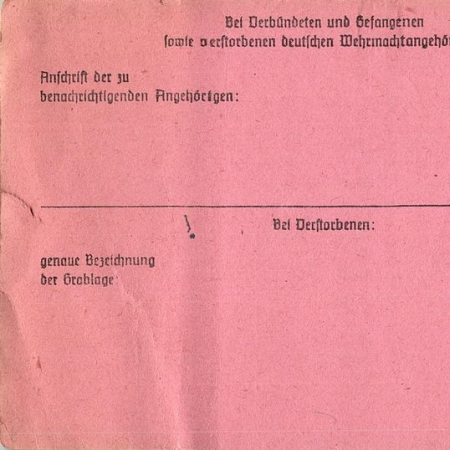 Bei Verbündeten und Gefangenen
sowie verstorbenen deutschen Wehrmachtangehö
Anschrift der zu
benachrichtigenden Angehörigen:
Bei Verstorbenen:
genaue Bezeichnung
der Grablage: